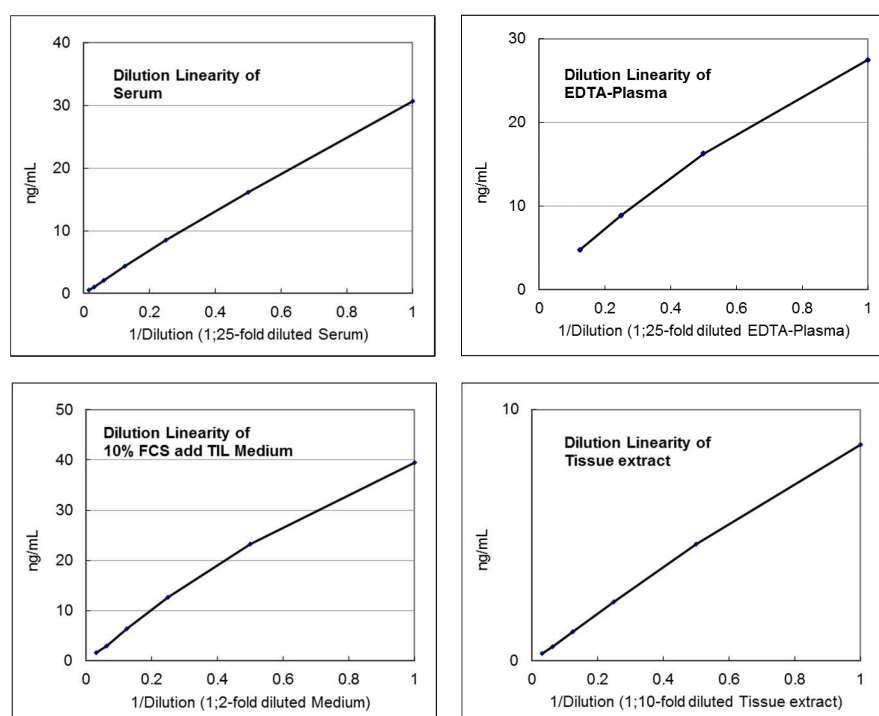 40
30
20
10
0
ng/mL
Dilution Linearity of
Serum
0 0.2 0.4 0.6 0.8 1
1/Dilution (1;25-fold diluted Serum)
30
20
10
0
ng/mL
Dilution Linearity of
EDTA-Plasma
0 0.2 0.4 0.6 0.8 1
1/Dilution (1;25-fold diluted EDTA-Plasma)
50
40
30
20
10
0
ng/mL
Dilution Linearity of
10% FCS add TIL Medium
0 0.2 0.4 0.6 0.8 1
1/Dilution (1;2-fold diluted Medium)
10
0
ng/mL
Dilution Linearity of
Tissue extract
0 0.2 0.4 0.6 0.8 1
1/Dilution (1;10-fold diluted Tissue extract)